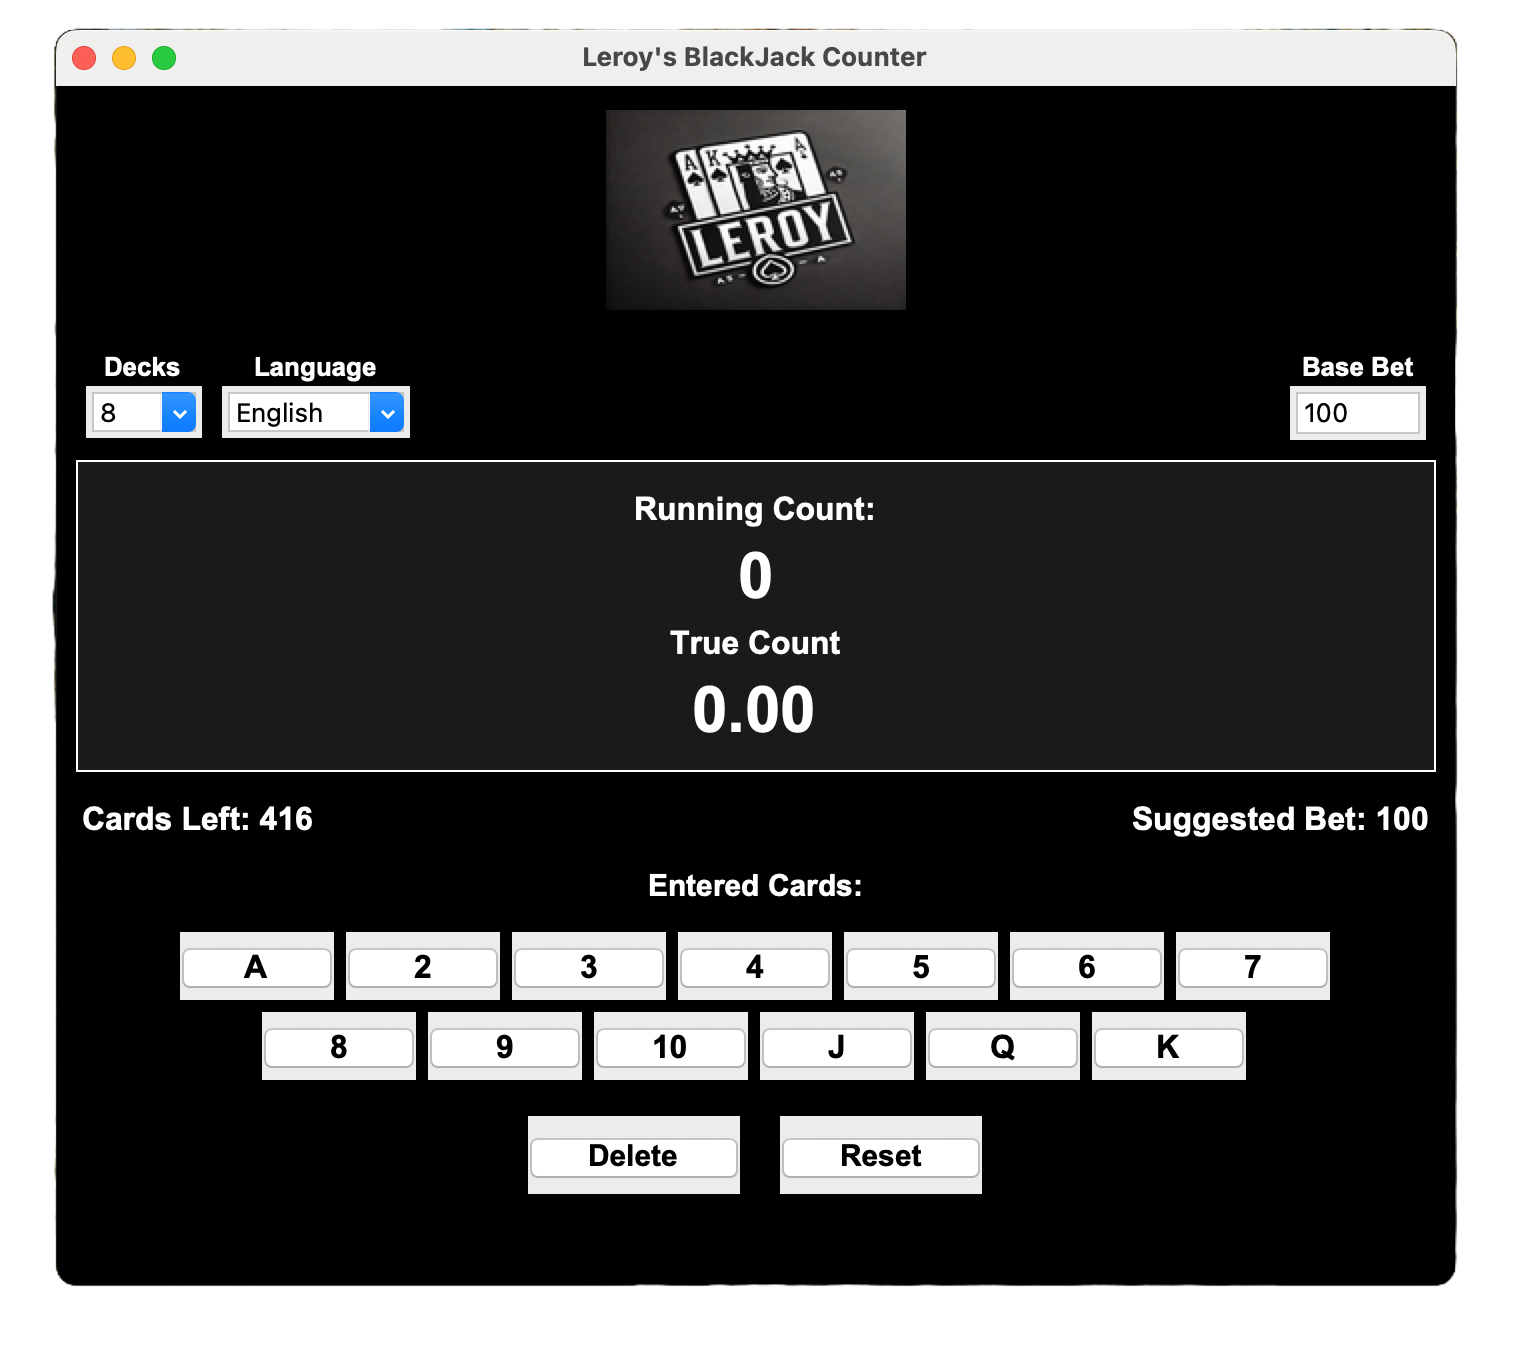 Leroy's BlackJack Counter
A K A
LEROY
Decks Language Base Bet
8 English 100
Running Count:
0
True Count
0.00
Cards Left: 416 Suggested Bet: 100
Entered Cards:
A 2 3 4 5 6 7
8 9 10 J Q K
Delete Reset